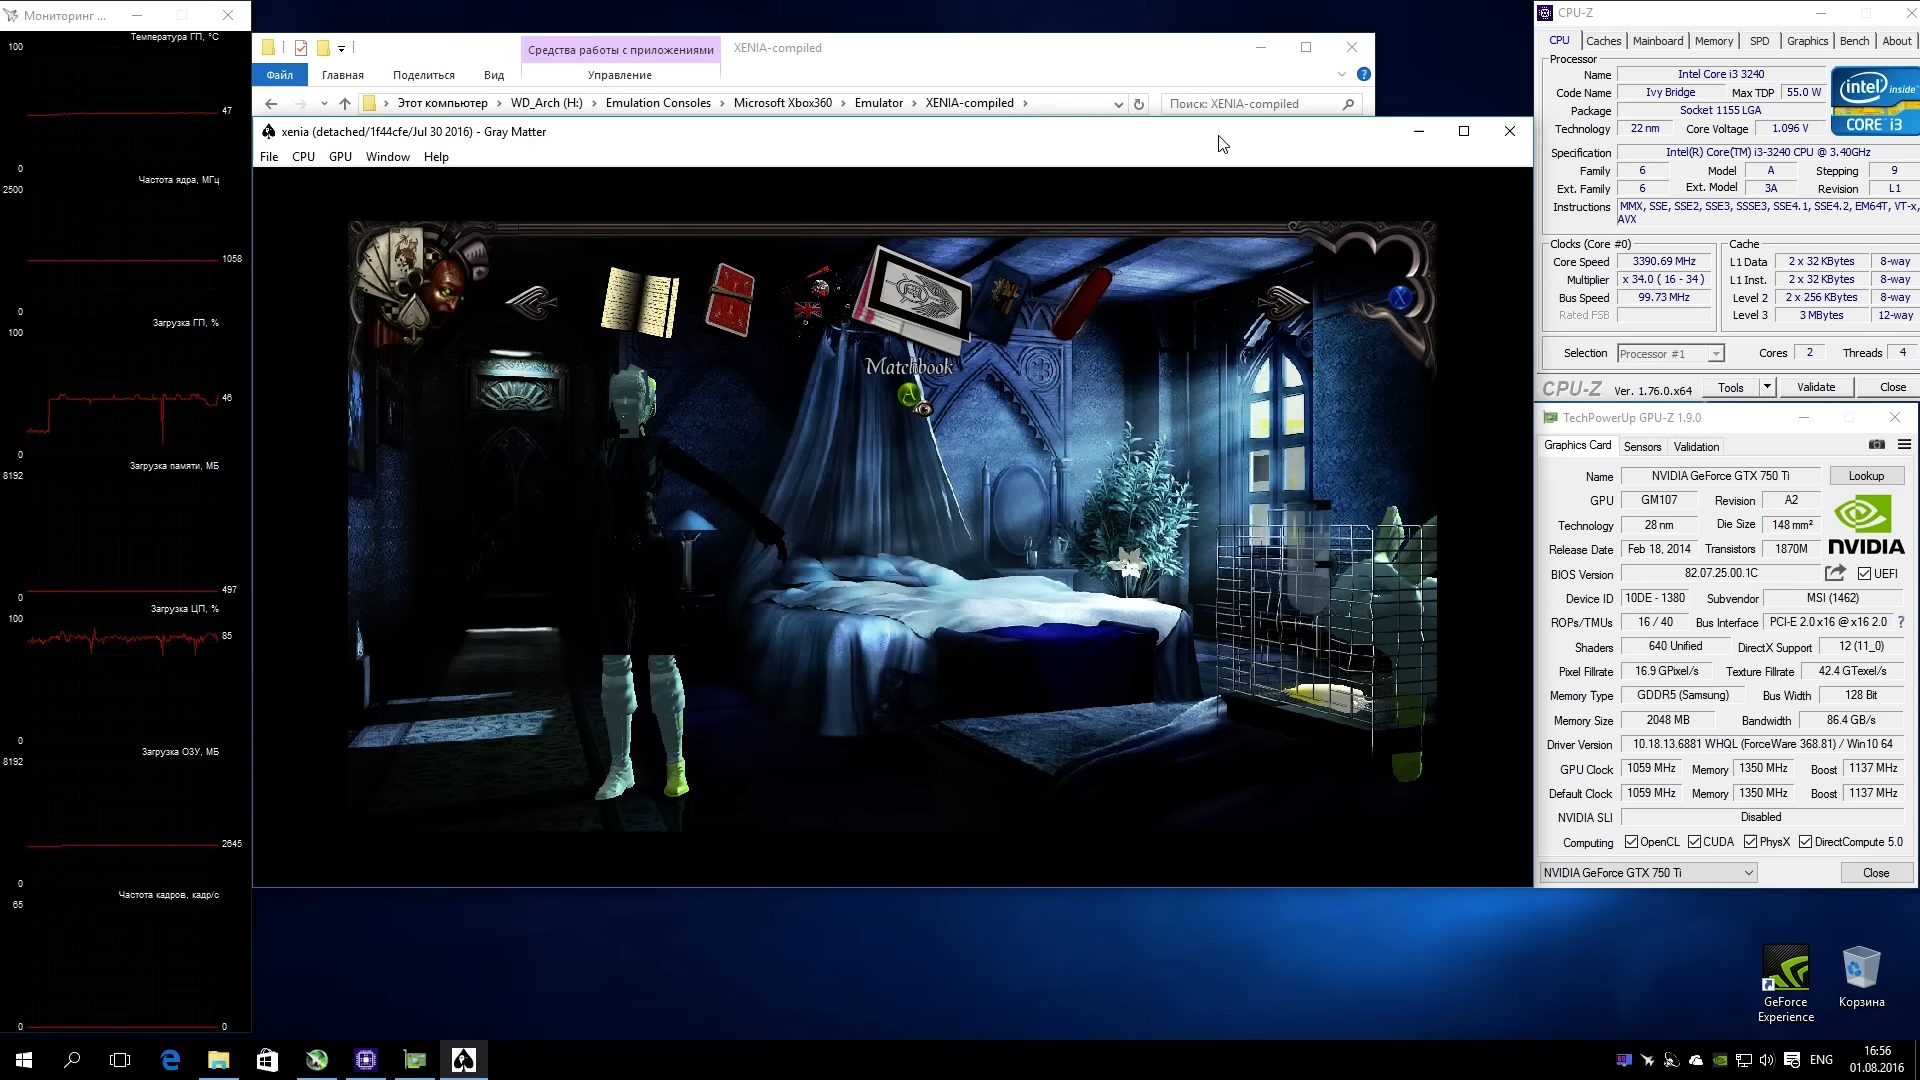 Мониторинг ...
Температура ГП, °C
100
47
0
Частота ядра, МГц
2500
1058
0
Загрузка ГП, %
100
46
0
Загрузка памяти, МБ
8192
497
0
Загрузка ЦП, %
100
85
0
Загрузка ОЗУ, МБ
8192
2645
0
Частота кадров, кадр/с
65
0
0
Средства работы с приложениями
XENIA-compiled
Файл
Главная
Поделиться
Вид
Управление
Этот компьютер
WD_Arch (H:)
Emulation Consoles
Microsoft Xbox360
Emulator
XENIA-compiled
Поиск: XENIA-compiled
xenia (detached/1f44cfe/Jul 30 2016) - Gray Matter
File CPU GPU Window Help
X
Matchbook
A
CPU-Z
CPU Caches Mainboard Memory SPD Graphics Bench About
Processor
Name Intel Core i3 3240
Code Name Ivy Bridge Max TDP 55.0 W
Package Socket 1155 LGA
Technology 22 nm Core Voltage 1.096 V
intel inside
CORE i3
Specification Intel(R) Core(TM) i3-3240 CPU @ 3.40GHz
Family 6 Model A Stepping 9
Ext. Family 6 Ext. Model 3A Revision L1
Instructions MMX, SSE, SSE2, SSE3, SSSE3, SSE4.1, SSE4.2, EM64T, VT-x,
AVX
Clocks (Core #0)
Core Speed 3390.69 MHz
Multiplier x 34.0 ( 16 - 34 )
Bus Speed 99.73 MHz
Rated FSB
Cache
L1 Data 2 x 32 KBytes 8-way
L1 Inst. 2 x 32 KBytes 8-way
Level 2 2 x 256 KBytes 8-way
Level 3 3 MBytes 12-way
Selection Processor #1 Cores 2 Threads 4
CPU-Z Ver. 1.76.0.x64 Tools Validate Close
TechPowerUp GPU-Z 1.9.0
Graphics Card Sensors Validation
Name NVIDIA GeForce GTX 750 Ti Lookup
GPU GM107 Revision A2
Technology 28 nm Die Size 148 mm²
Release Date Feb 18, 2014 Transistors 1870M
NVIDIA
BIOS Version 82.07.25.00.1C UEFI
Device ID 10DE - 1380 Subvendor MSI (1462)
ROPs/TMUs 16 / 40 Bus Interface PCI-E 2.0 x16 @ x16 2.0 ?
Shaders 640 Unified DirectX Support 12 (11_0)
Pixel Fillrate 16.9 GPixel/s Texture Fillrate 42.4 GTexel/s
Memory Type GDDR5 (Samsung) Bus Width 128 Bit
Memory Size 2048 MB Bandwidth 86.4 GB/s
Driver Version 10.18.13.6881 WHQL (ForceWare 368.81) / Win10 64
GPU Clock 1059 MHz Memory 1350 MHz Boost 1137 MHz
Default Clock 1059 MHz Memory 1350 MHz Boost 1137 MHz
NVIDIA SLI Disabled
Computing OpenCL CUDA PhysX DirectCompute 5.0
NVIDIA GeForce GTX 750 Ti Close
GeForce
Experience
Корзина
ENG
16:56
01.08.2016